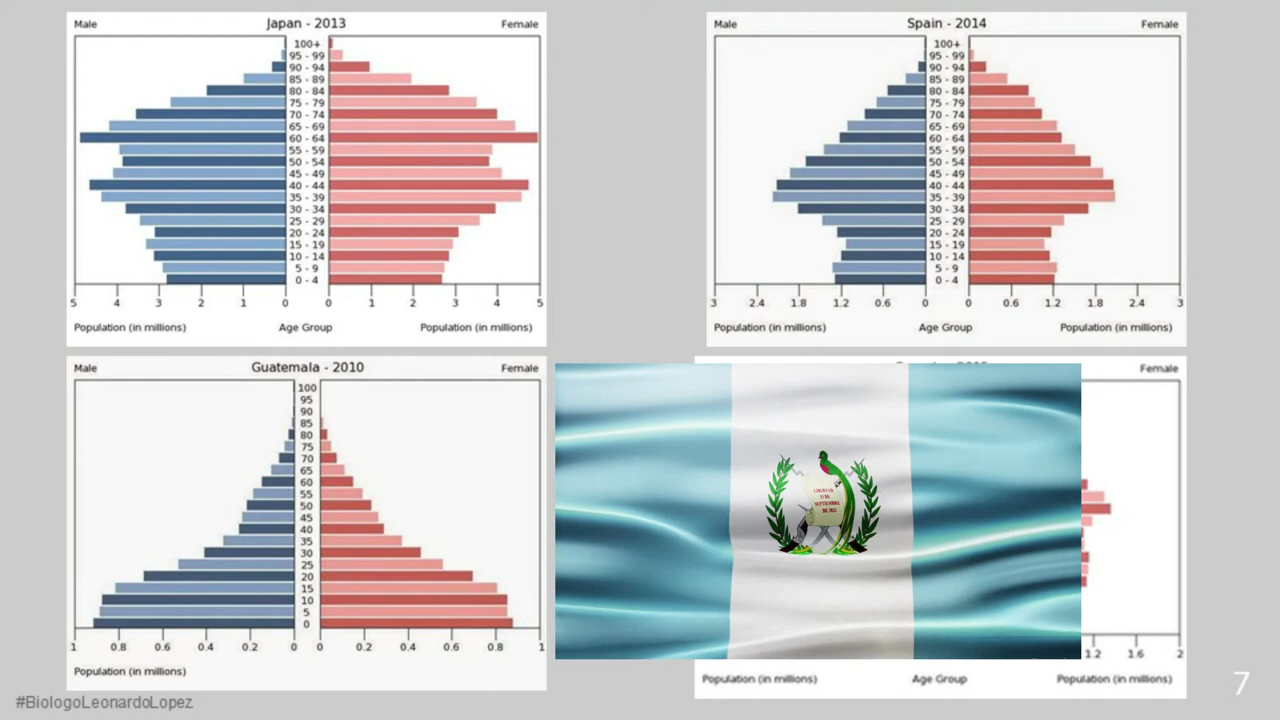 Male Japan - 2013 Female
100+
95 - 99
90 - 94
85 - 89
80 - 84
75 - 79
70 - 74
65 - 69
60 - 64
55 - 59
50 - 54
45 - 49
40 - 44
35 - 39
30 - 34
25 - 29
20 - 24
15 - 19
10 - 14
5 - 9
0 - 4
5 4 3 2 1 0 0 1 2 3 4 5
Population (in millions) Age Group Population (in millions)
Male Spain - 2014 Female
100+
95 - 99
90 - 94
85 - 89
80 - 84
75 - 79
70 - 74
65 - 69
60 - 64
55 - 59
50 - 54
45 - 49
40 - 44
35 - 39
30 - 34
25 - 29
20 - 24
15 - 19
10 - 14
5 - 9
0 - 4
3 2.4 1.8 1.2 0.6 0 0 0.6 1.2 1.8 2.4 3
Population (in millions) Age Group Population (in millions)
Male Guatemala - 2010 Female
100
95
90
85
80
75
70
65
60
55
50
45
40
35
30
25
20
15
10
5
0
1 0.8 0.6 0.4 0.2 0 0 0.2 0.4 0.6 0.8 1
Population (in millions)
Female
LIBERTAD
15 DE
SEPTIEMBRE
DE 1821
1.2 1.6 2
Population (in millions) Age Group Population (in millions)
#BiologoLeonardoLopez
7